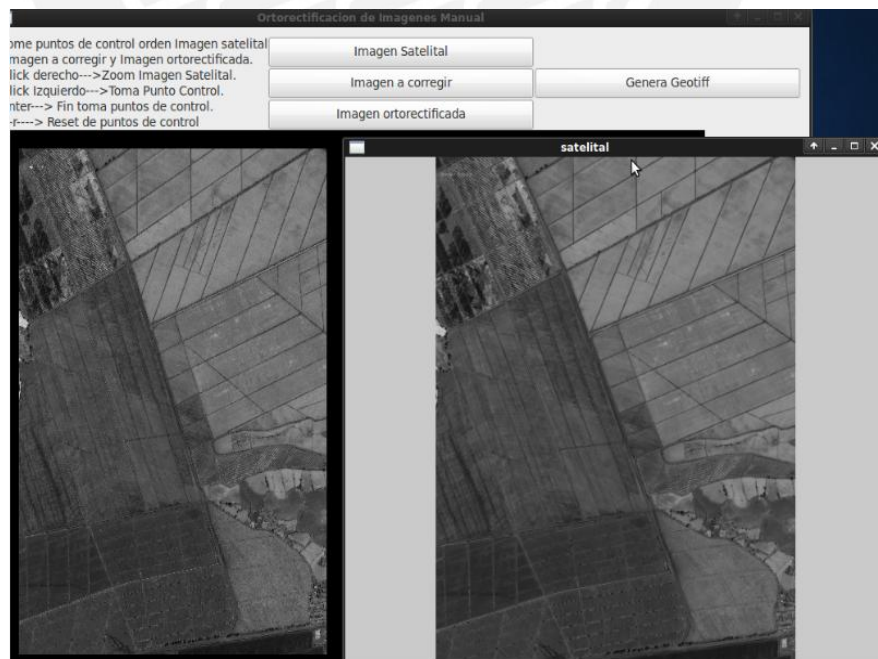 Ortorectificacion de Imagenes Manual
ome puntos de control orden Imagen satelital
magen a corregir y Imagen ortorectificada.
lick derecho--->Zoom Imagen Satelital.
lick Izquierdo--->Toma Punto Control.
nter---> Fin toma puntos de control.
-r----> Reset de puntos de control
Imagen Satelital
Imagen a corregir
Genera Geotiff
Imagen ortorectificada
satelital